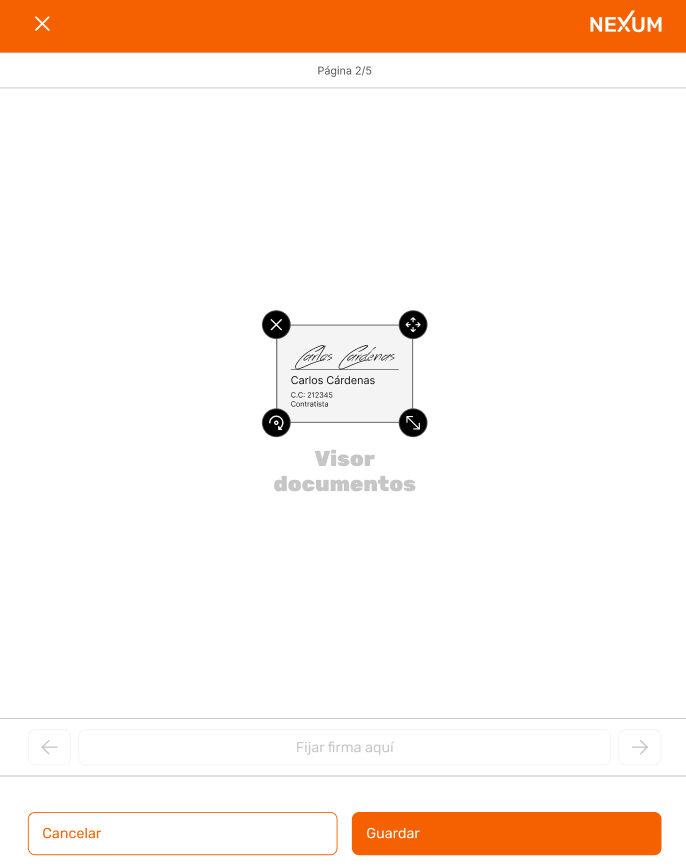 NEXUM
Página 2/5
Carlos Cárdenas
Carlos Cárdenas
C.C: 212345
Contratista
Visor
documentos
Fijar firma aquí
Cancelar
Guardar